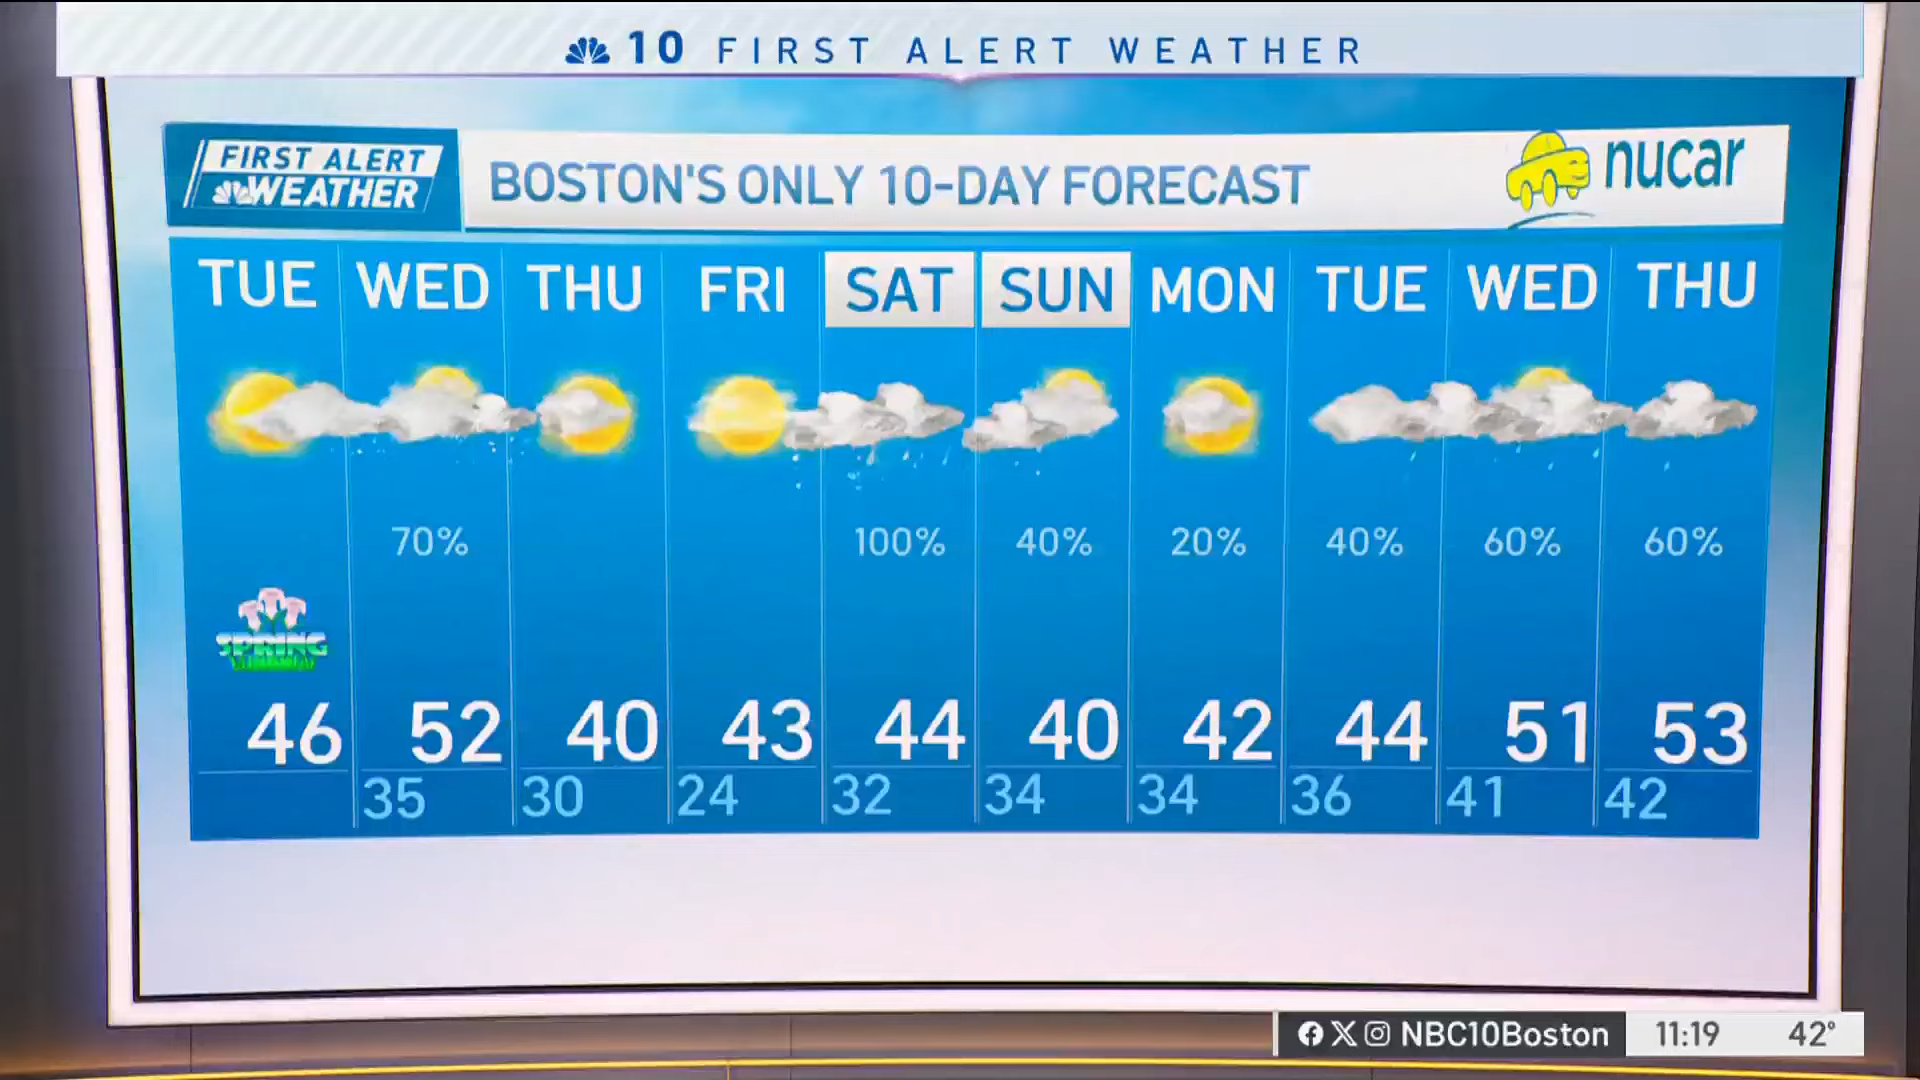 10 FIRST ALERT WEATHER
FIRST ALERT
WEATHER
BOSTON'S ONLY 10-DAY FORECAST
nucar
TUE WED THU FRI SAT SUN MON TUE WED THU
70% 100% 40% 20% 40% 60% 60%
SPRING
46 52 40 43 44 40 42 44 51 53
35 30 24 32 34 34 36 41 42
NBC10Boston 11:19 42°